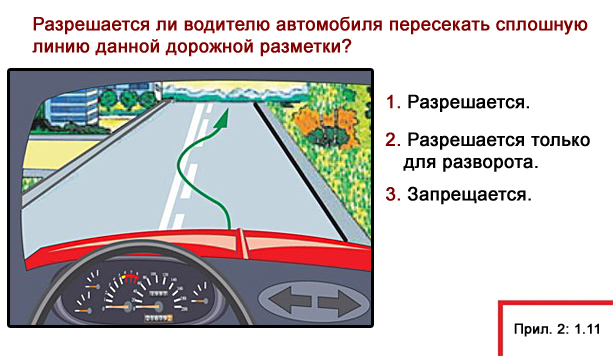 Разрешается ли водителю автомобиля пересекать сплошную
линию данной дорожной разметки?
1. Разрешается.
2. Разрешается только
для разворота.
3. Запрещается.
Прил. 2: 1.11